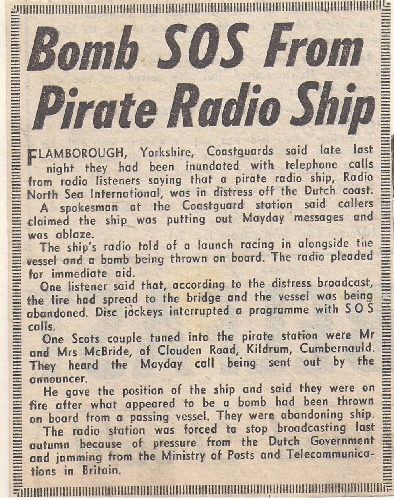 Bomb SOS From
Pirate Radio Ship
FLAMBOROUGH, Yorkshire, Coastguards said late last
night they had been inundated with telephone calls
from radio listeners saying that a pirate radio ship, Radio
North Sea International, was in distress off the Dutch coast.
A spokesman at the Coastguard station said callers
claimed the ship was putting out Mayday messages and
was ablaze.
The ship's radio told of a launch racing in alongside the
vessel and a bomb being thrown on board. The radio pleaded
for immediate aid.
One listener said that, according to the distress broadcast,
the fire had spread to the bridge and the vessel was being
abandoned. Disc jockeys interrupted a programme with SOS
calls.
One Scots couple tuned into the pirate station were Mr
and Mrs McBride, of Clouden Road, Kildrum, Cumbernauld.
They heard the Mayday call being sent out by the
announcer.
He gave the position of the ship and said they were on
fire after what appeared to be a bomb had been thrown
on board from a passing vessel. They were abandoning ship.
The radio station was forced to stop broadcasting last
autumn because of pressure from the Dutch Government
and jamming from the Ministry of Posts and Telecommunica-
tions in Britain.